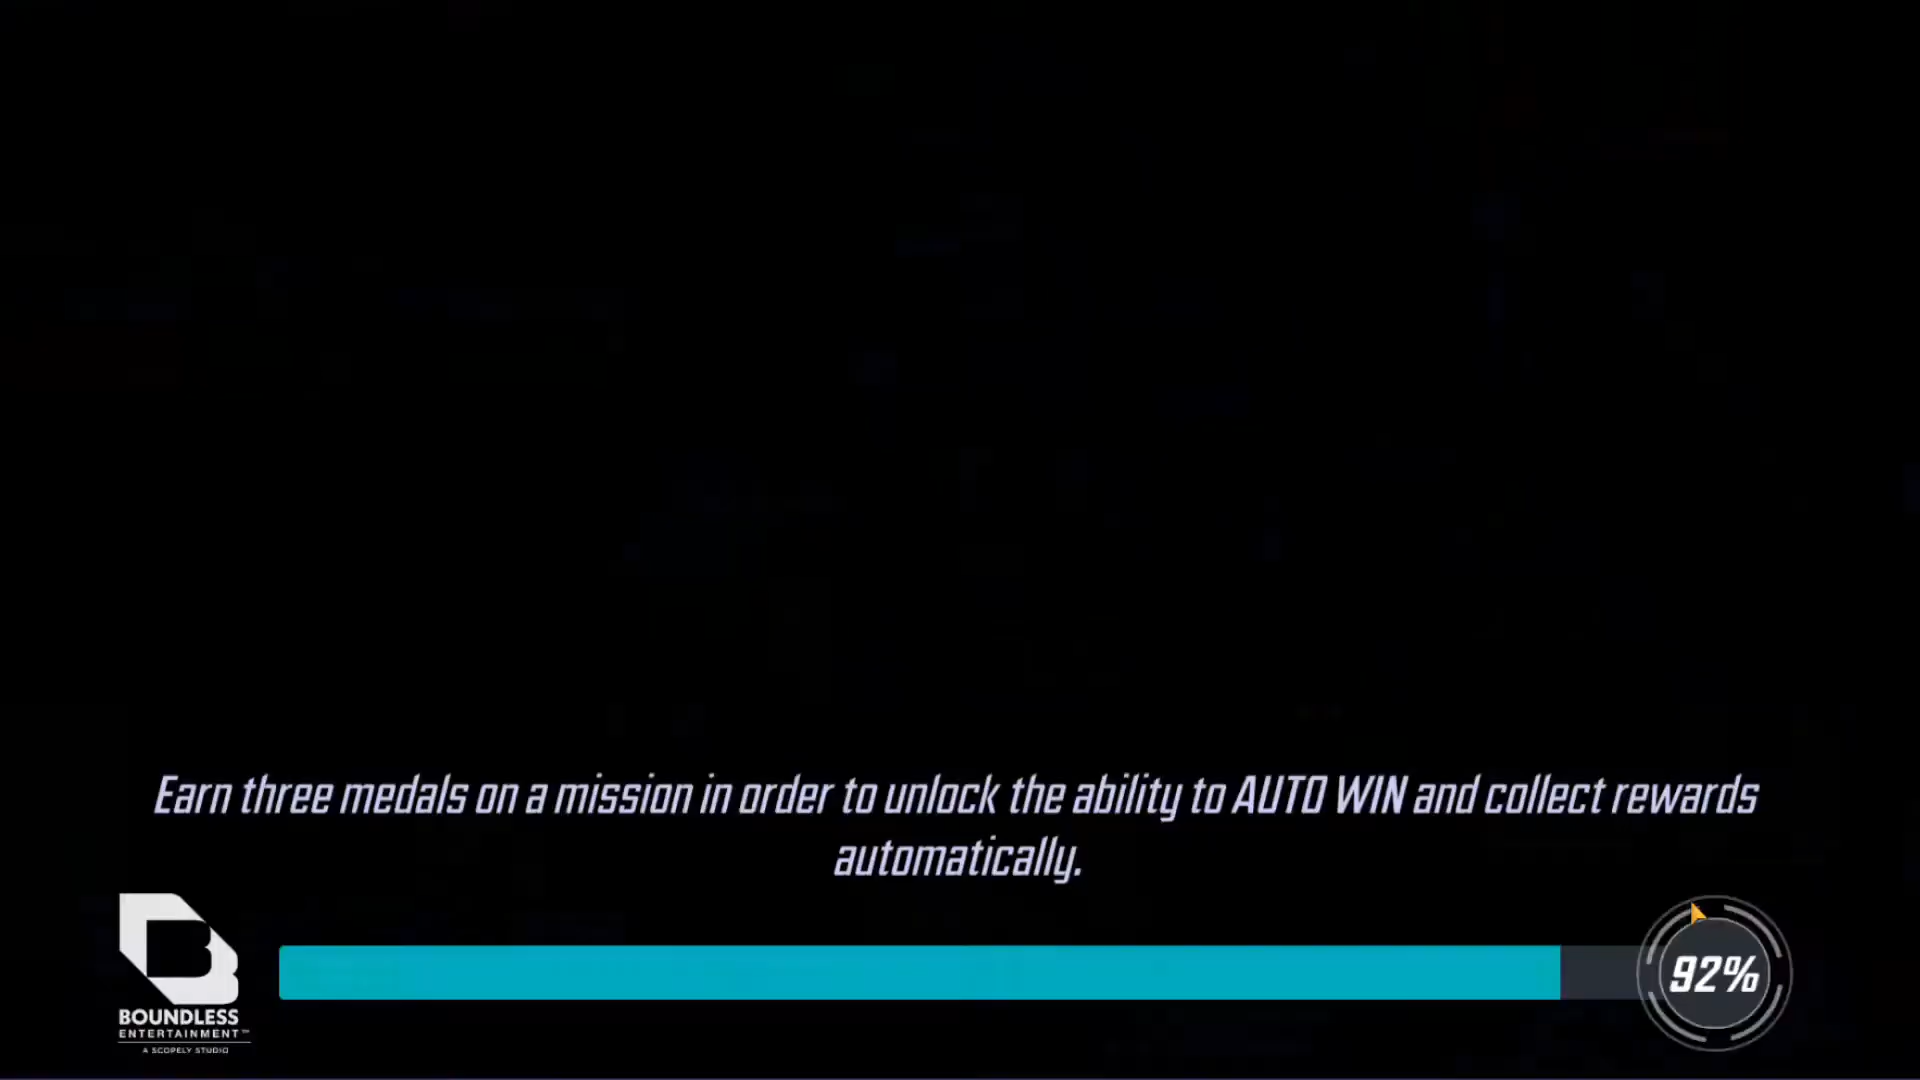 Earn three medals on a mission in order to unlock the ability to AUTO WIN and collect rewards
automatically.
92%
BOUNDLESS
ENTERTAINMENT™
A SCOPELY STUDIO